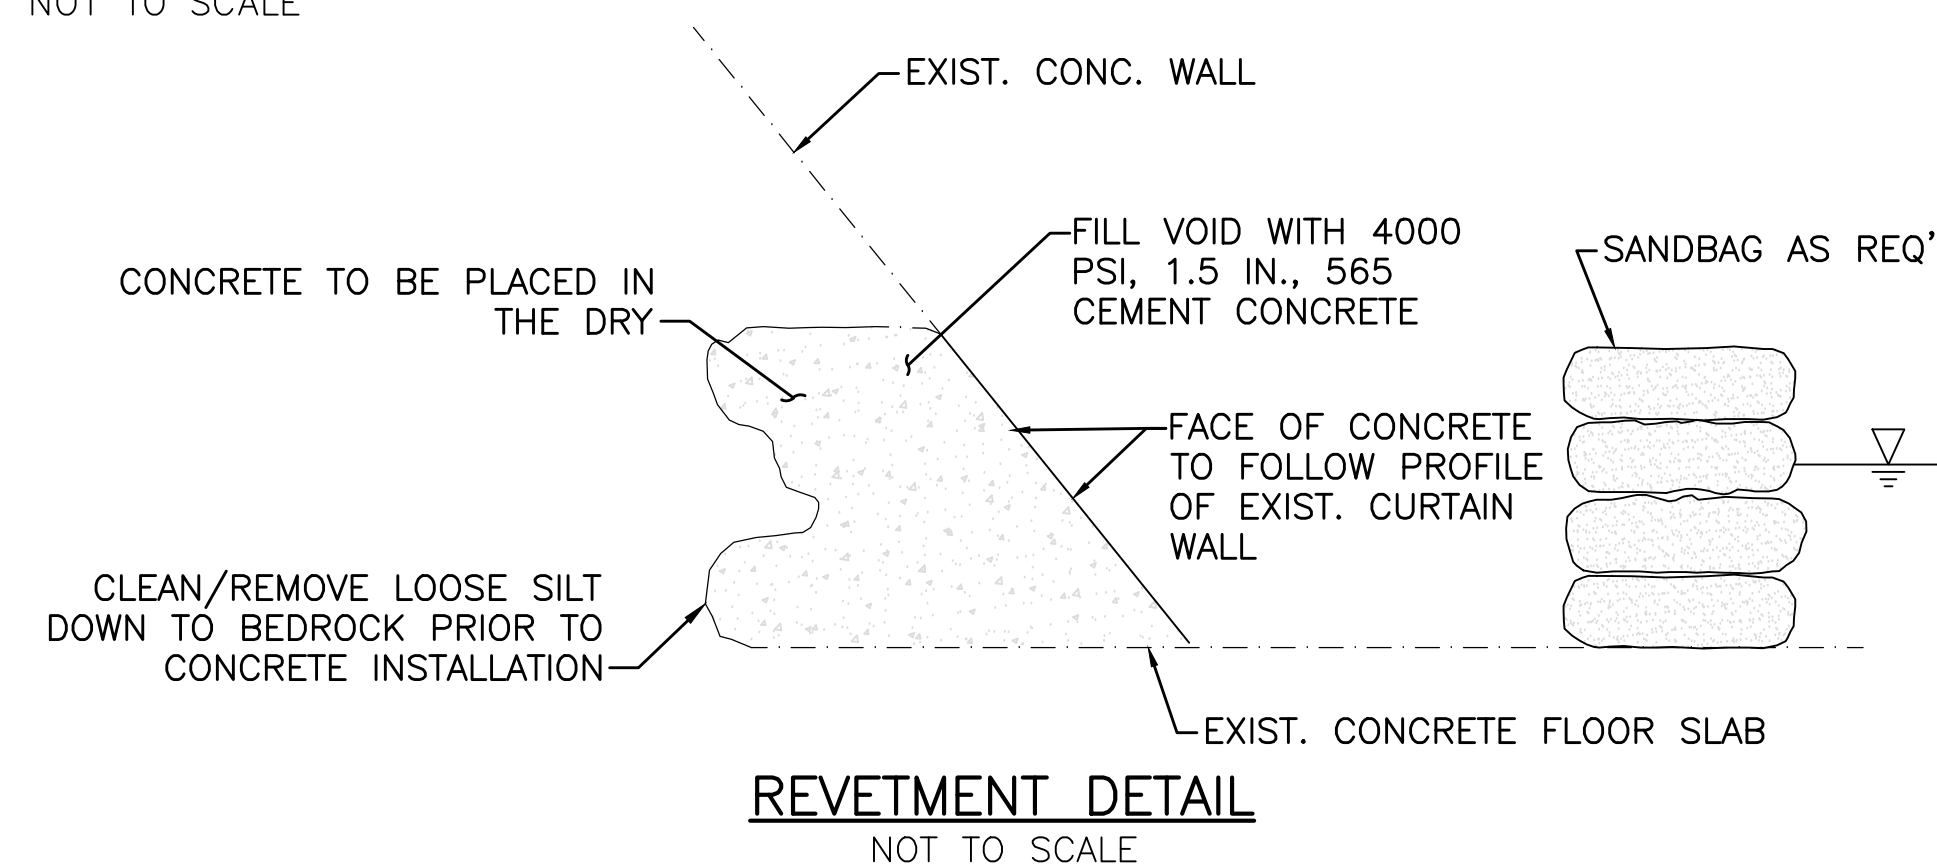 NOT TO SCALE
EXIST. CONC. WALL
FILL VOID WITH 4000
PSI, 1.5 IN., 565
CEMENT CONCRETE
SANDBAG AS REQ'
CONCRETE TO BE PLACED IN
THE DRY
FACE OF CONCRETE
TO FOLLOW PROFILE
OF EXIST. CURTAIN
WALL
CLEAN/REMOVE LOOSE SILT
DOWN TO BEDROCK PRIOR TO
CONCRETE INSTALLATION
EXIST. CONCRETE FLOOR SLAB
REVETMENT DETAIL
NOT TO SCALE